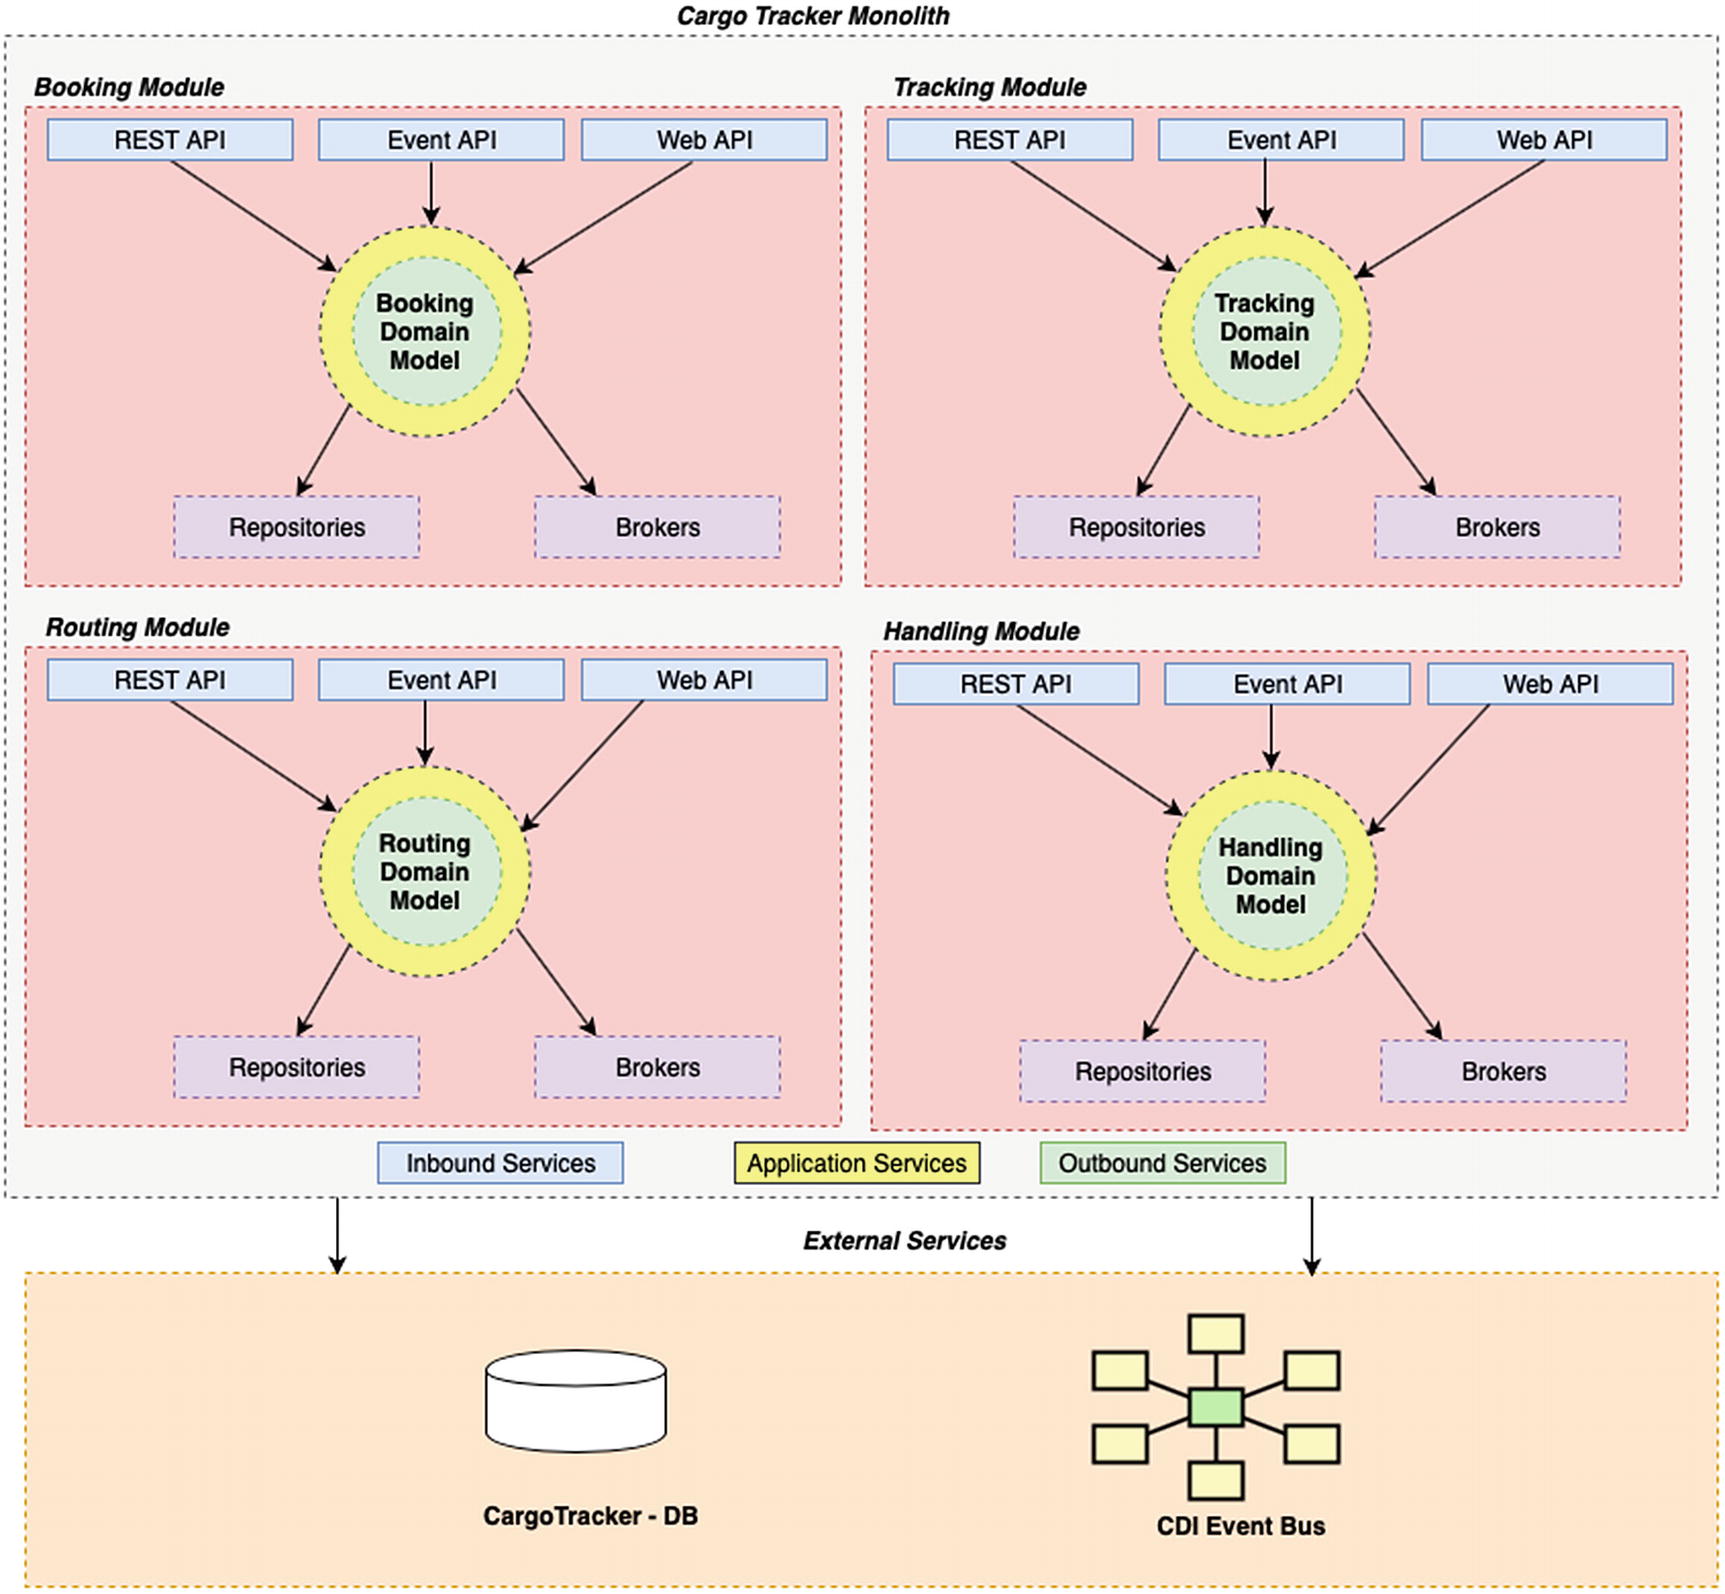 Cargo Tracker Monolith
Booking Module
Tracking Module
REST API
Event API
Web API
REST API
Event API
Web API
Booking
Domain
Model
Tracking
Domain
Model
Repositories
Brokers
Repositories
Brokers
Routing Module
Handling Module
REST API
Event API
Web API
REST API
Event API
Web API
Routing
Domain
Model
Handling
Domain
Model
Repositories
Brokers
Repositories
Brokers
Inbound Services
Application Services
Outbound Services
External Services
CargoTracker - DB
CDI Event Bus